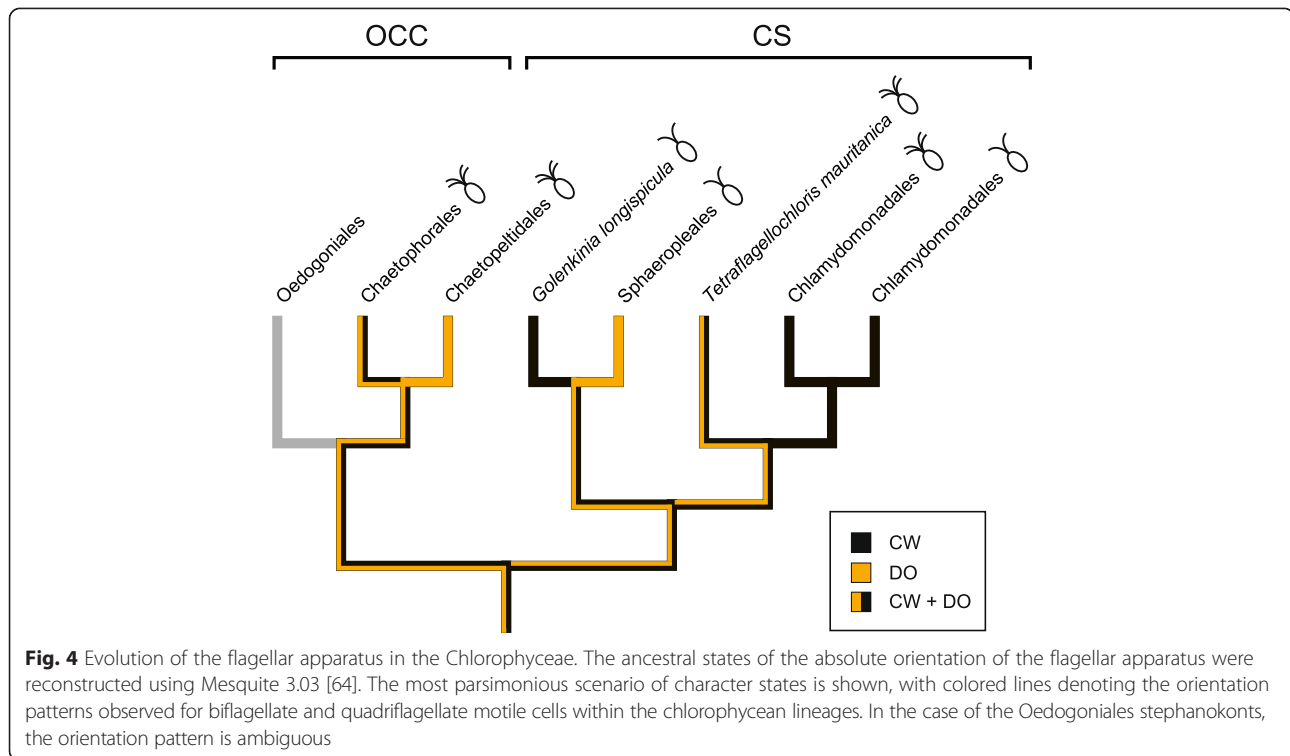 OCC
CS
Oedogoniales
Chaetophorales
Chaetopeltidales
Golenkinia longispicula
Sphaeropleales
Tetraflagellochloris mauritanica
Chlamydomonadales
Chlamydomonadales
CW
DO
CW + DO
Fig. 4 Evolution of the flagellar apparatus in the Chlorophyceae. The ancestral states of the absolute orientation of the flagellar apparatus were
reconstructed using Mesquite 3.03 [64]. The most parsimonious scenario of character states is shown, with colored lines denoting the orientation
patterns observed for biflagellate and quadriflagellate motile cells within the chlorophycean lineages. In the case of the Oedogoniales stephanokonts,
the orientation pattern is ambiguous